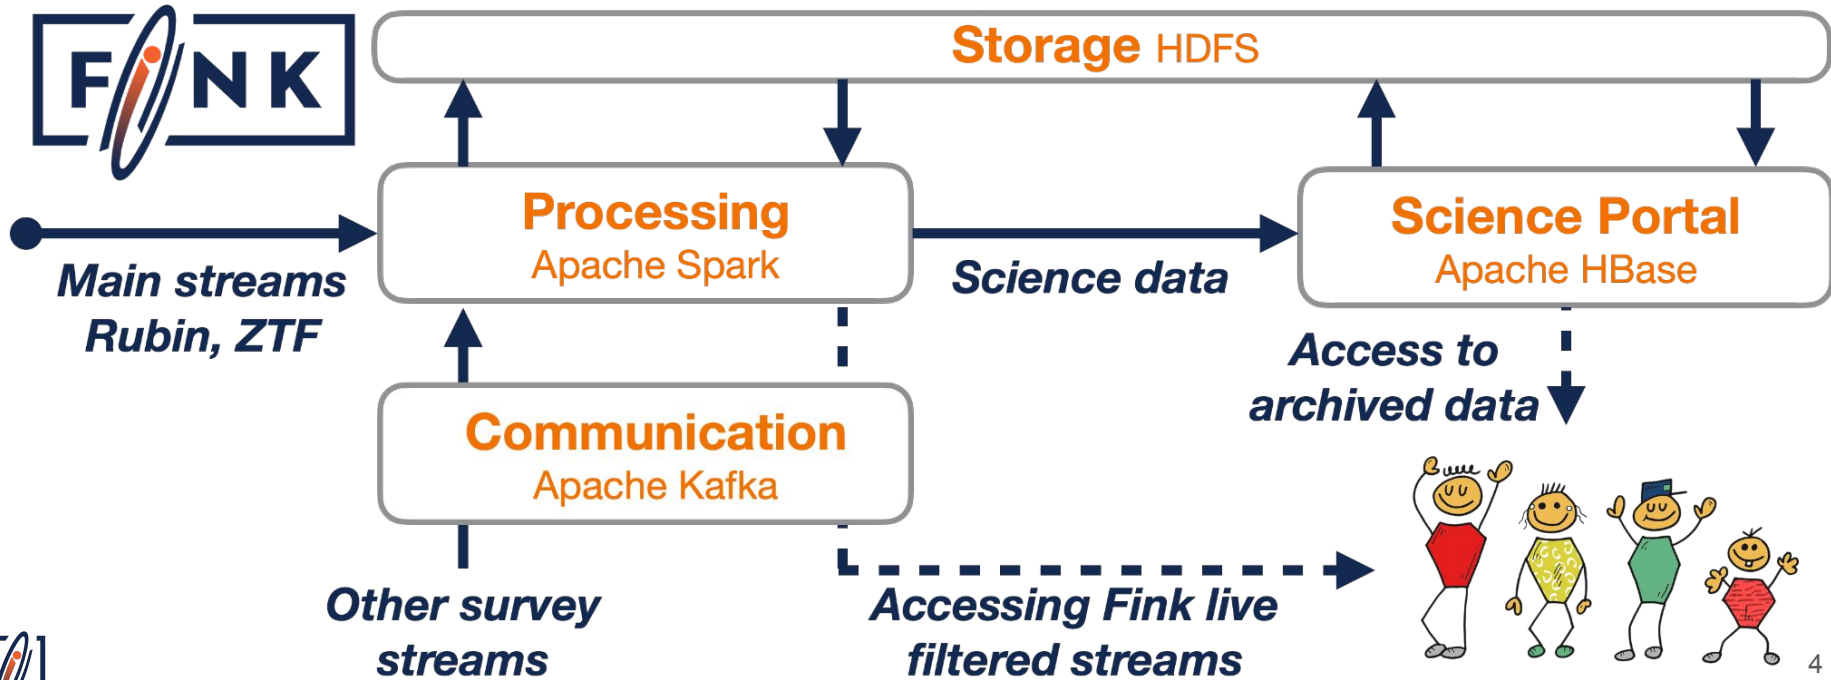 FINK
Storage HDFS
Processing
Apache Spark
Science Portal
Apache HBase
Main streams
Rubin, ZTF
Science data
Access to
archived data
Communication
Apache Kafka
Other survey
streams
Accessing Fink live
filtered streams
4